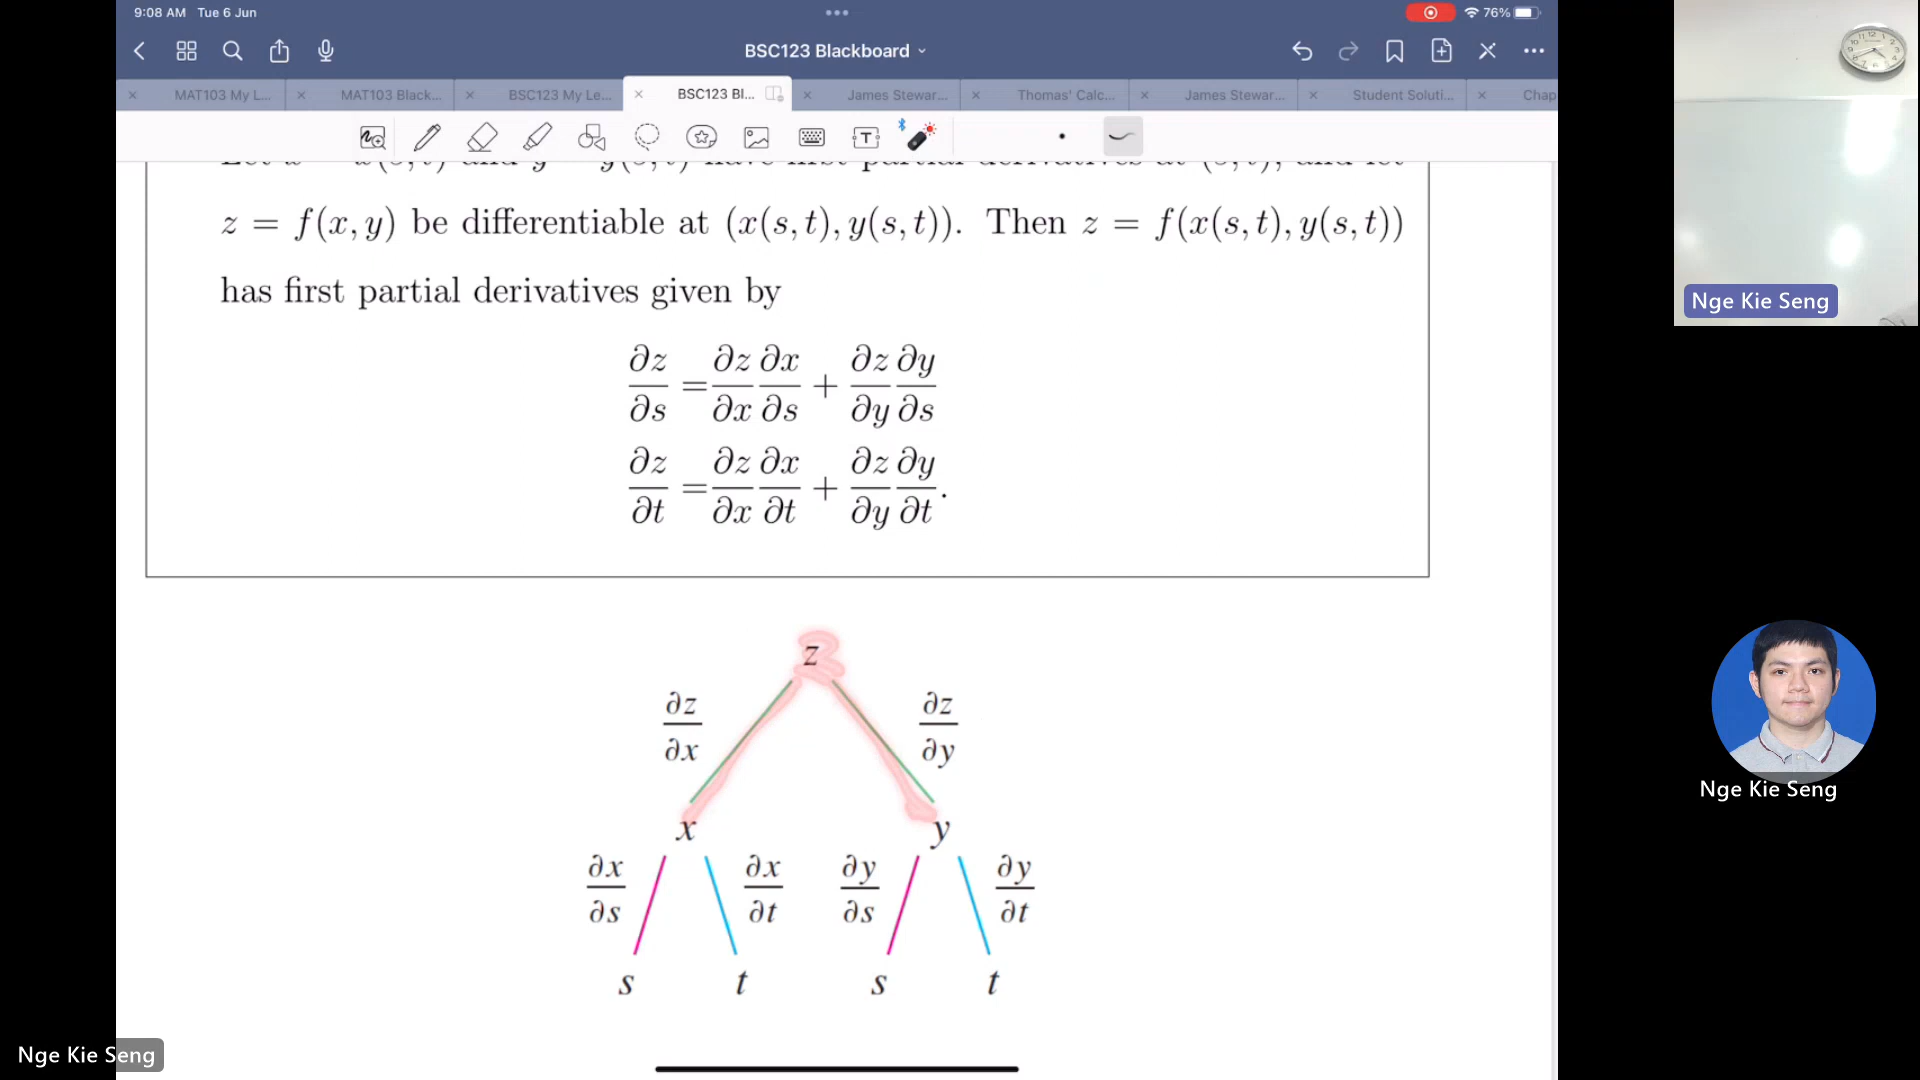 9:08 AM Tue 6 Jun
76%
BSC123 Blackboard
MAT103 My L...
MAT103 Black...
BSC123 My Le...
BSC123 Bl...
James Stewar...
Thomas' Calc...
James Stewar...
Student Soluti...
Chap
z = f(x, y) be differentiable at (x(s, t), y(s, t)). Then z = f(x(s, t), y(s, t))
has first partial derivatives given by
∂z/∂s = ∂z/∂x ∂x/∂s + ∂z/∂y ∂y/∂s
∂z/∂t = ∂z/∂x ∂x/∂t + ∂z/∂y ∂y/∂t.
z
∂z/∂x ∂z/∂y
x y
∂x/∂s ∂x/∂t ∂y/∂s ∂y/∂t
s t s t
Nge Kie Seng
Nge Kie Seng
Nge Kie Seng